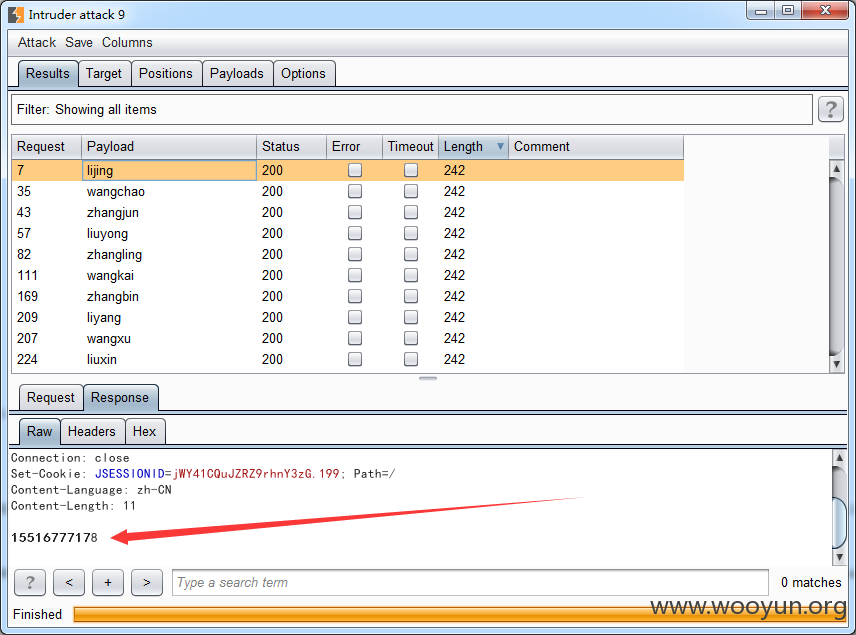 Intruder attack 9
Attack Save Columns
Results Target Positions Payloads Options
Filter: Showing all items ?
Request Payload Status Error Timeout Length Comment
7 lijing 200 242
35 wangchao 200 242
43 zhangjun 200 242
57 liuyong 200 242
82 zhangling 200 242
111 wangkai 200 242
169 zhangbin 200 242
209 liyang 200 242
207 wangxu 200 242
224 liuxin 200 242
Request Response
Raw Headers Hex
Connection: close
Set-Cookie: JSESSIONID=jWY41CQuJZRZ9rhnY3zG.199; Path=/
Content-Language: zh-CN
Content-Length: 11
15516777178
? < + > Type a search term 0 matches
www.wooyun.org
Finished